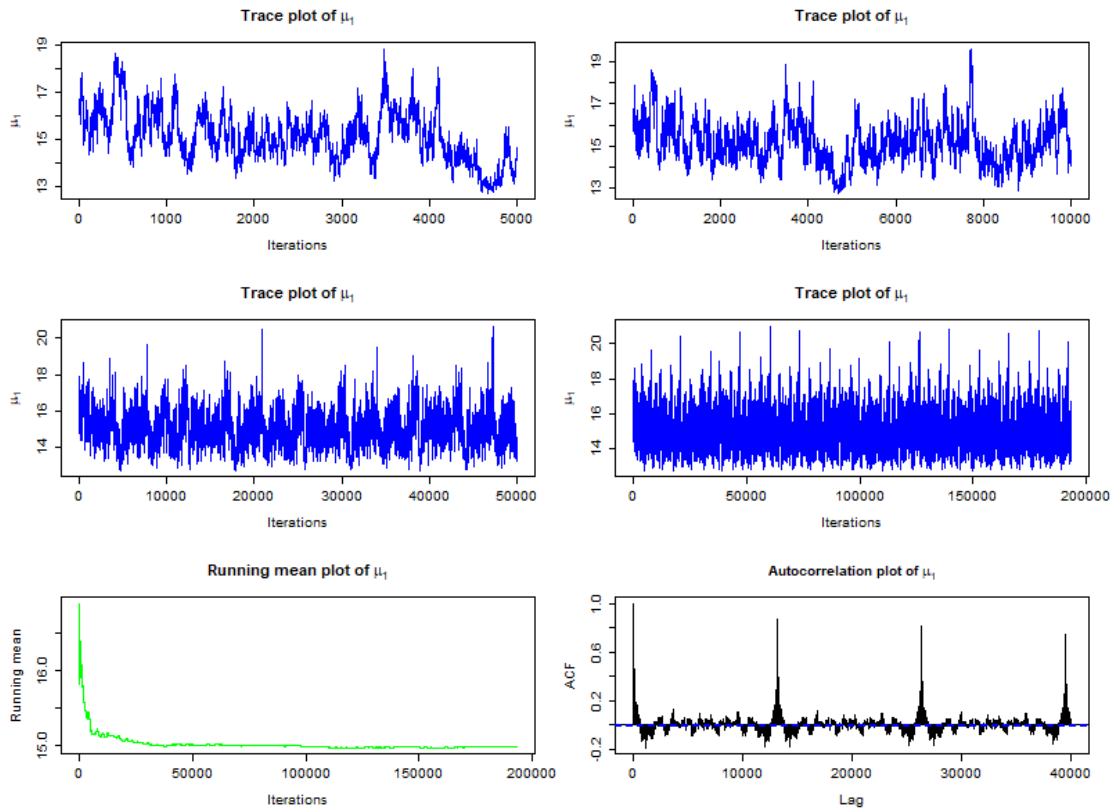 Trace plot of μ1
μ1
13 15 17 19
0 1000 2000 3000 4000 5000
Iterations
Trace plot of μ1
μ1
13 15 17 19
0 2000 4000 6000 8000 10000
Iterations
Trace plot of μ1
μ1
14 16 18 20
0 10000 20000 30000 40000 50000
Iterations
Trace plot of μ1
μ1
14 16 18 20
0 50000 100000 150000 200000
Iterations
Running mean plot of μ1
Running mean
15.0 16.0
0 50000 100000 150000 200000
Iterations
Autocorrelation plot of μ1
ACF
-0.2 0.2 0.6 1.0
0 10000 20000 30000 40000
Lag